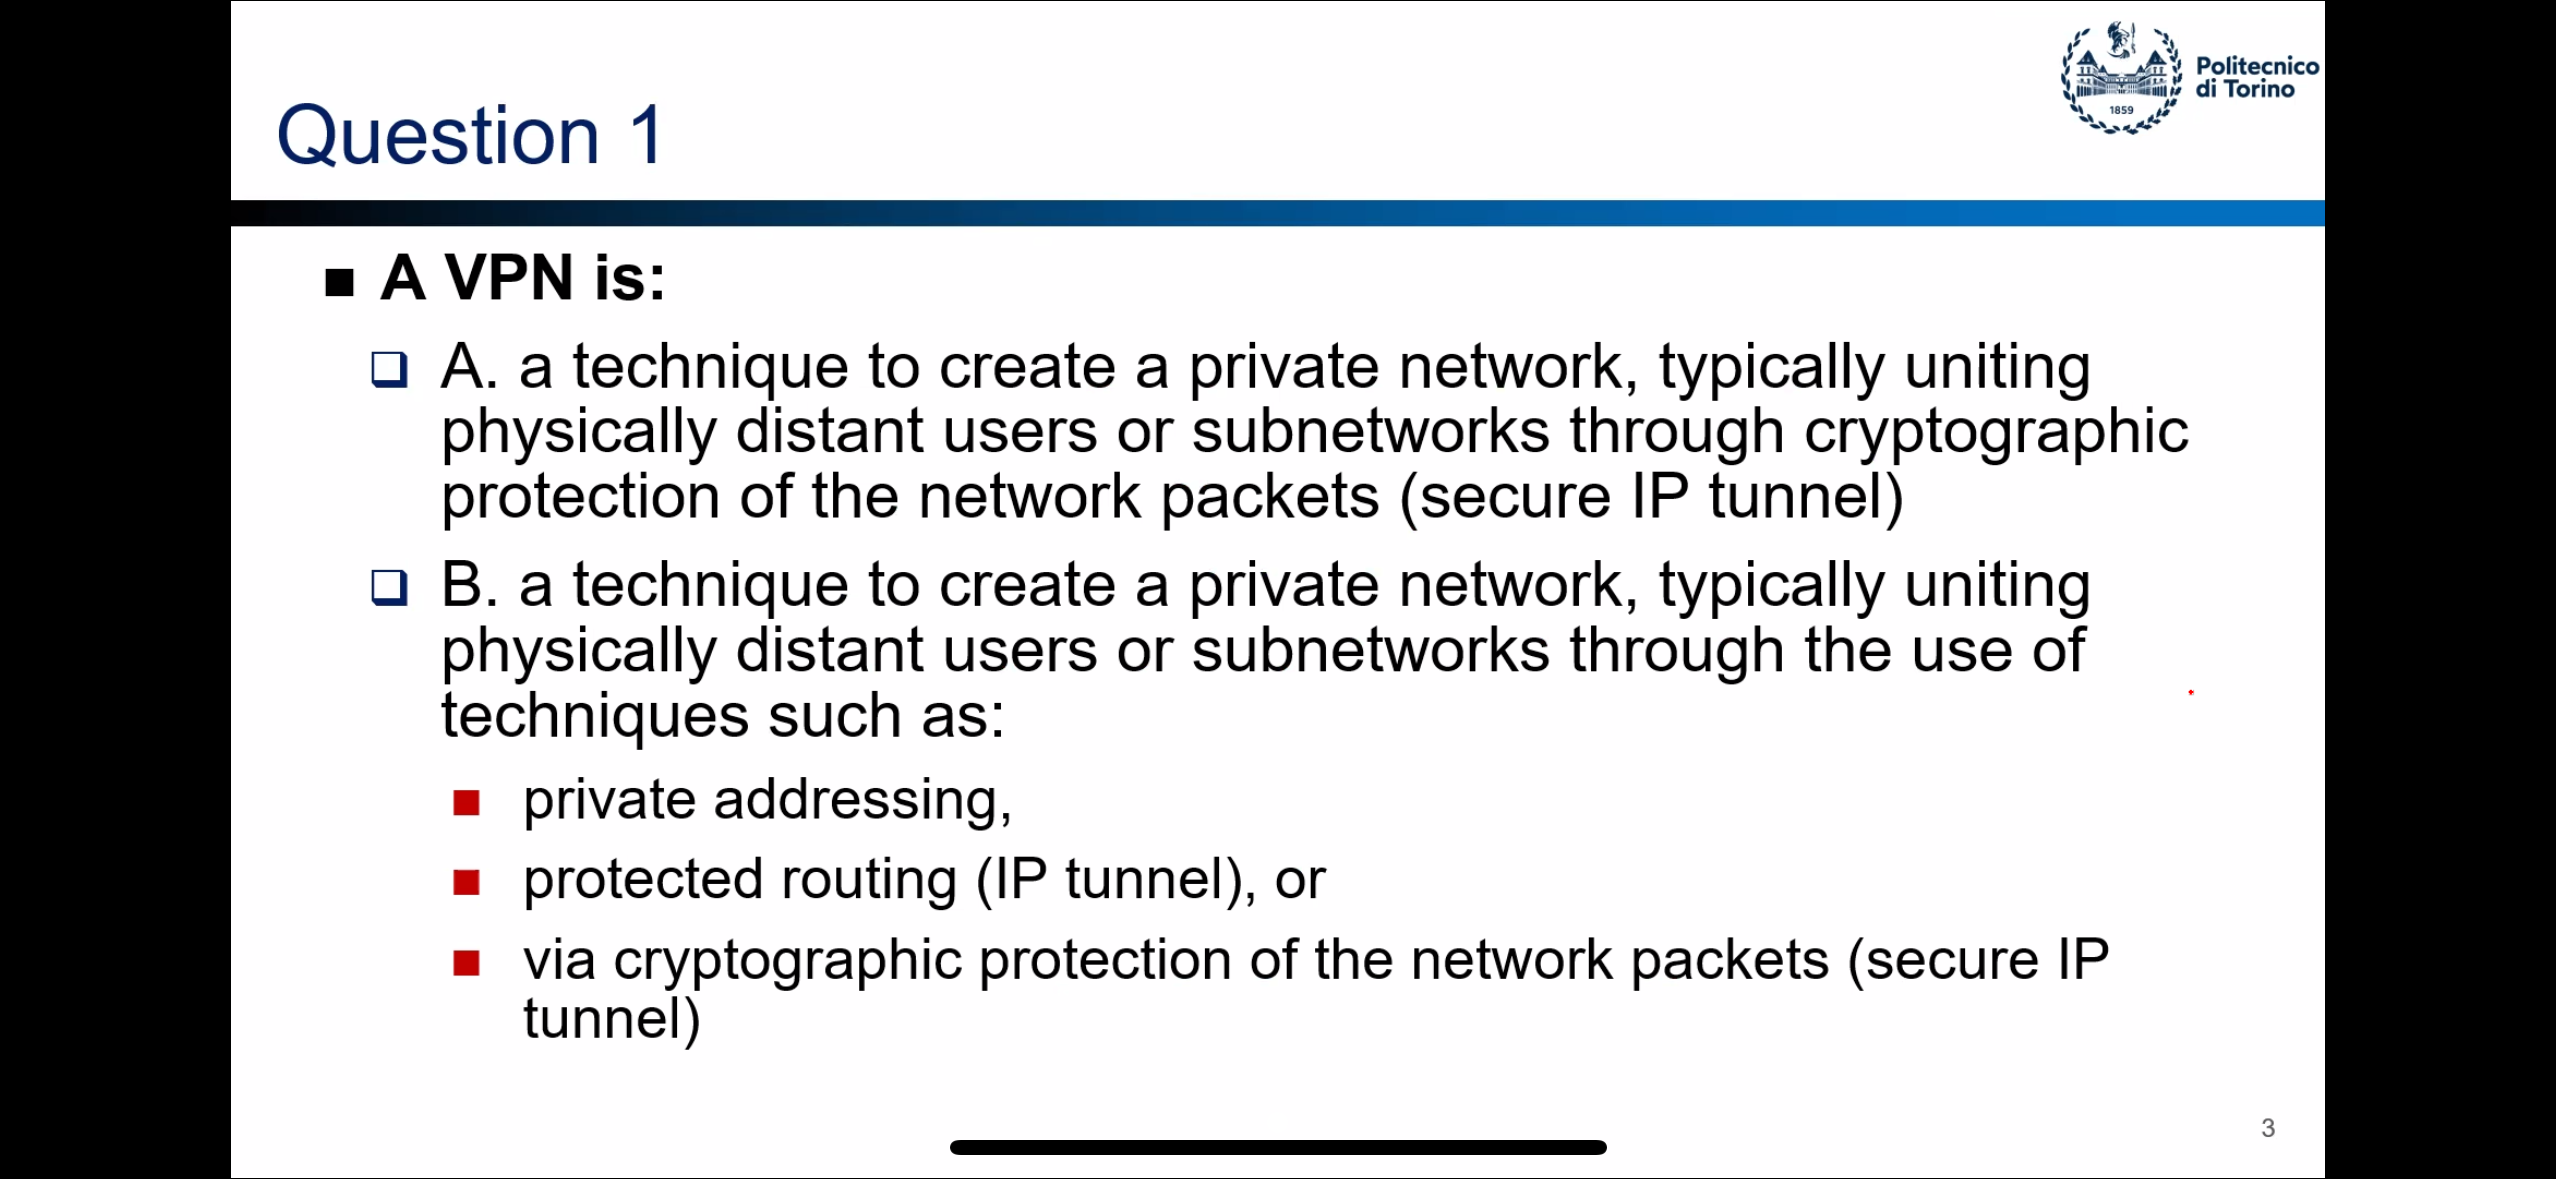 Politecnico
di Torino
1859
Question 1
A VPN is:
A. a technique to create a private network, typically uniting
physically distant users or subnetworks through cryptographic
protection of the network packets (secure IP tunnel)
B. a technique to create a private network, typically uniting
physically distant users or subnetworks through the use of
techniques such as:
private addressing,
protected routing (IP tunnel), or
via cryptographic protection of the network packets (secure IP
tunnel)
3